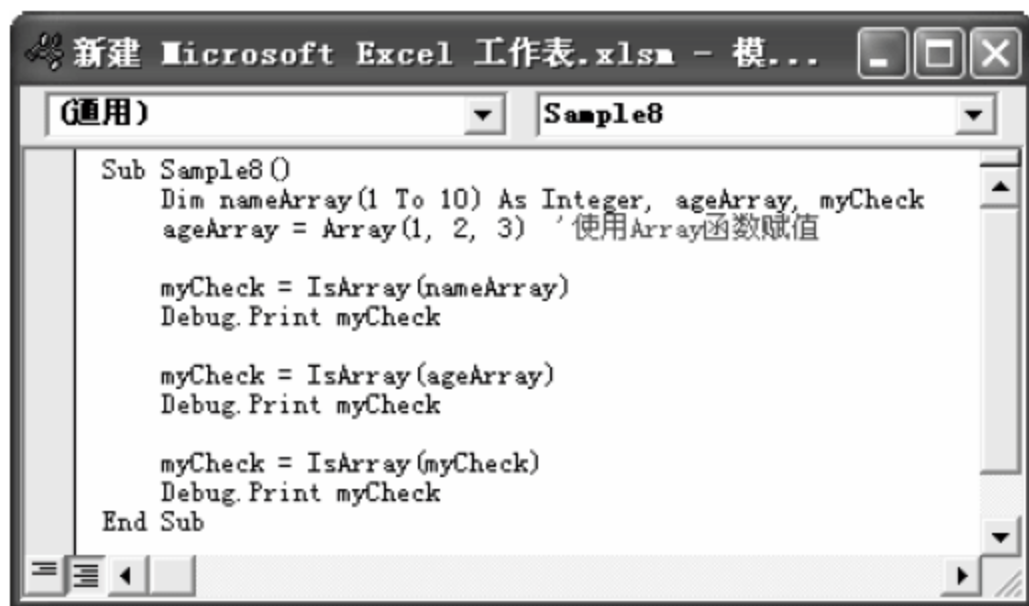 新建 Microsoft Excel 工作表.xlsm - 模...
(通用)
Sample8
Sub Sample8()
    Dim nameArray(1 To 10) As Integer, ageArray, myCheck
    ageArray = Array(1, 2, 3)  '使用Array函数赋值

    myCheck = IsArray(nameArray)
    Debug.Print myCheck

    myCheck = IsArray(ageArray)
    Debug.Print myCheck

    myCheck = IsArray(myCheck)
    Debug.Print myCheck
End Sub